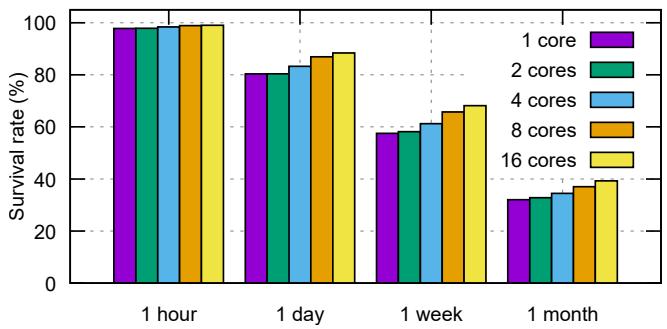 Survival rate (%)
100
80
60
40
20
0
1 core
2 cores
4 cores
8 cores
16 cores
1 hour
1 day
1 week
1 month